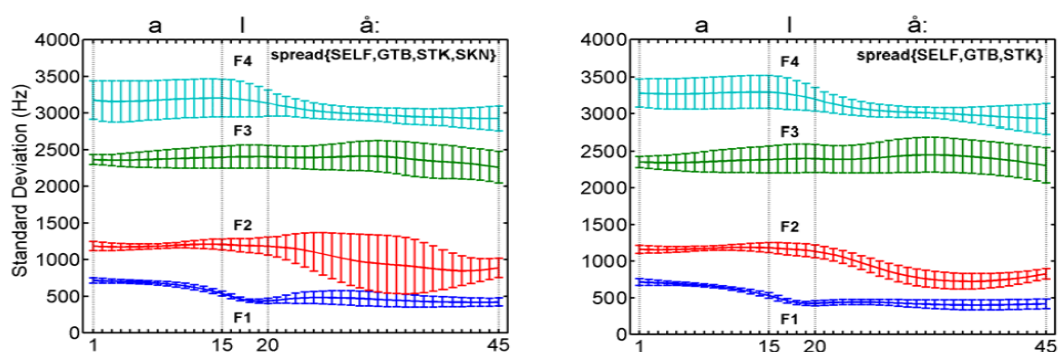 a l å:
4000
3500
3000
2500
2000
1500
1000
500
0
Standard Deviation (Hz)
spread{SELF,GTB,STK,SKN}
F4
F3
F2
F1
1 15 20 45
a l å:
4000
3500
3000
2500
2000
1500
1000
500
0
spread{SELF,GTB,STK}
F4
F3
F2
F1
1 15 20 45